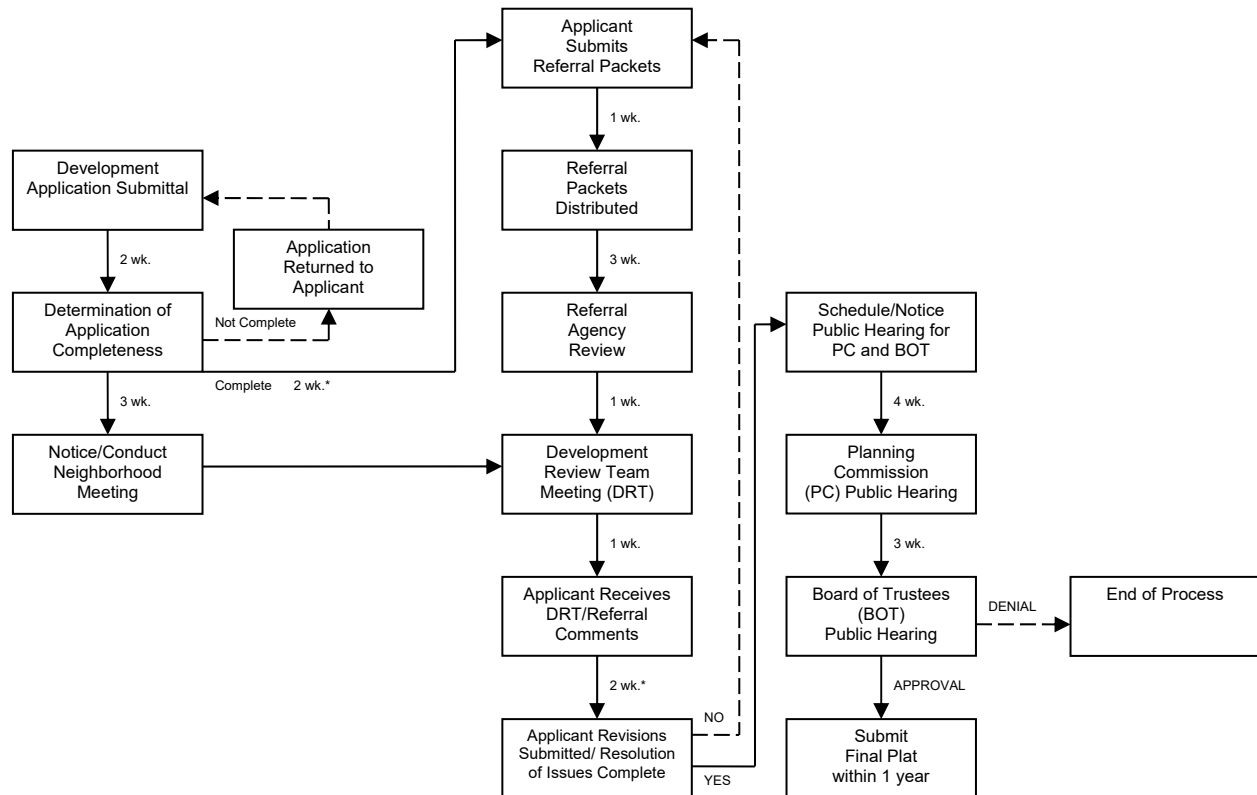 Development
Application Submittal
2 wk.
Application
Returned to
Applicant
Determination of
Application
Completeness
Not Complete
Complete 2 wk.*
3 wk.
Notice/Conduct
Neighborhood
Meeting
Applicant
Submits
Referral Packets
1 wk.
Referral
Packets
Distributed
3 wk.
Referral
Agency
Review
1 wk.
Development
Review Team
Meeting (DRT)
1 wk.
Applicant Receives
DRT/Referral
Comments
2 wk.*
Applicant Revisions
Submitted/ Resolution
of Issues Complete
NO
YES
Schedule/Notice
Public Hearing for
PC and BOT
4 wk.
Planning
Commission
(PC) Public Hearing
3 wk.
Board of Trustees
(BOT)
Public Hearing
DENIAL
End of Process
APPROVAL
Submit
Final Plat
within 1 year